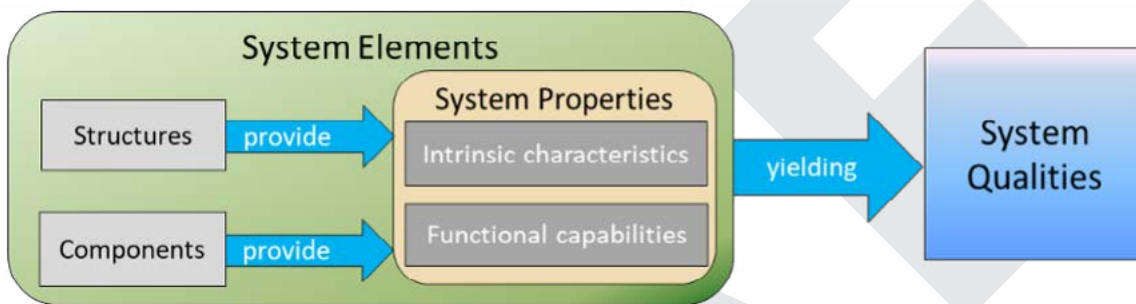 System Elements
System Properties
Structures
provide
Intrinsic characteristics
yielding
System
Qualities
Components
provide
Functional capabilities